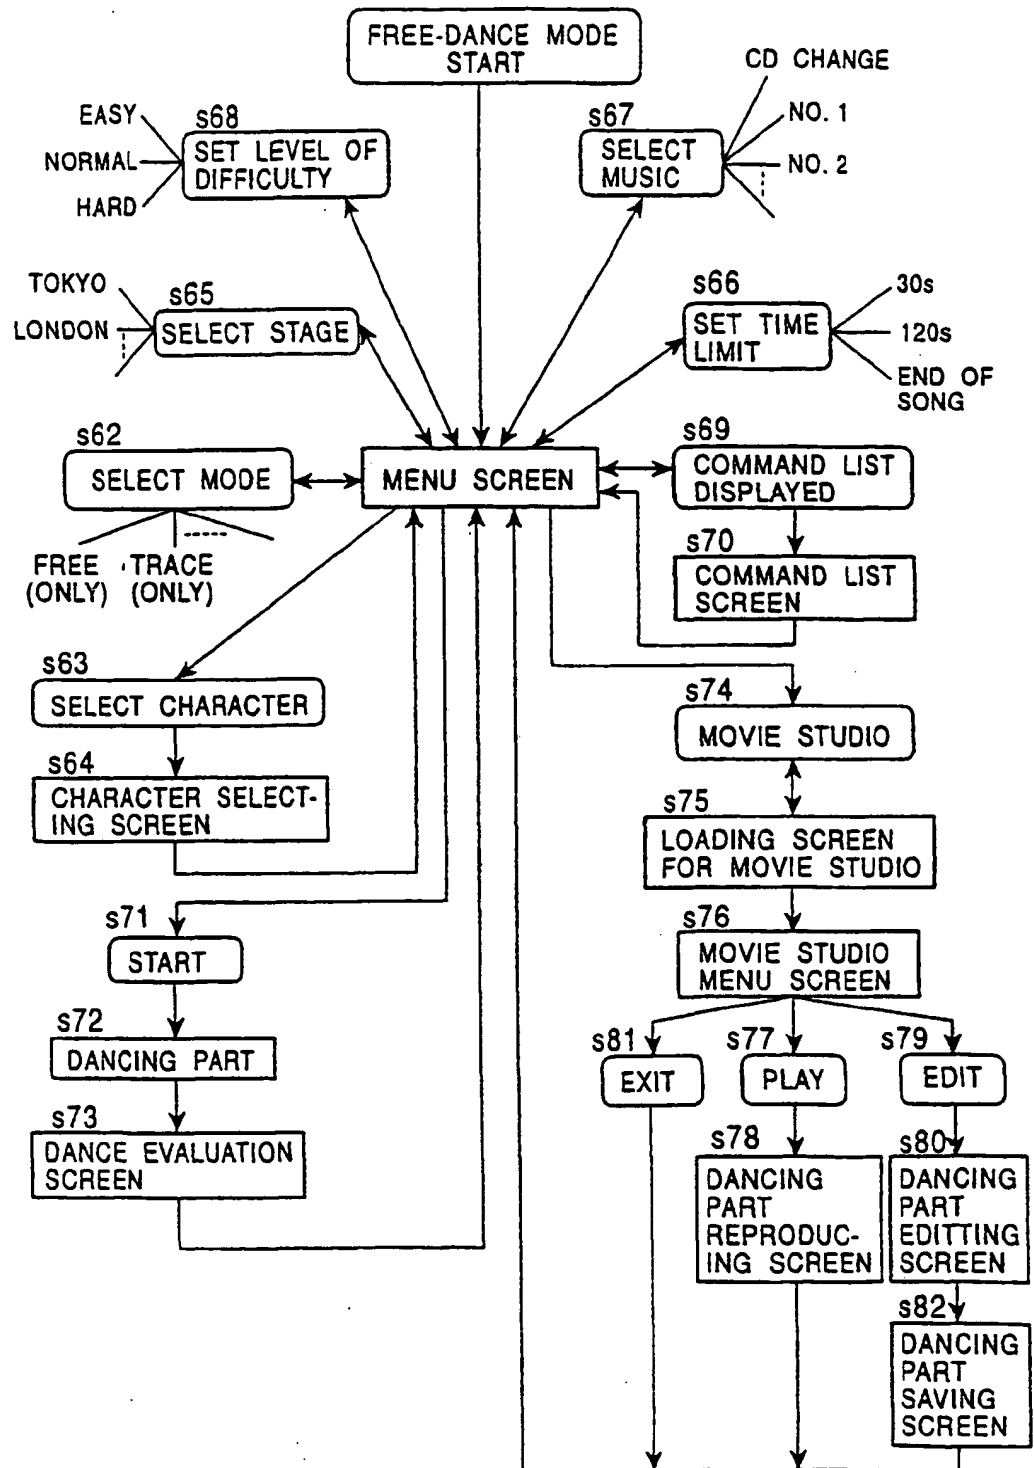 FREE-DANCE MODE
START
CD CHANGE
NO. 1
NO. 2
s67
SELECT
MUSIC
EASY
NORMAL
HARD
s68
SET LEVEL OF
DIFFICULTY
TOKYO
LONDON
s65
SELECT STAGE
s66
SET TIME
LIMIT
30s
120s
END OF
SONG
s62
SELECT MODE
FREE
(ONLY)
TRACE
(ONLY)
MENU SCREEN
s69
COMMAND LIST
DISPLAYED
s70
COMMAND LIST
SCREEN
s63
SELECT CHARACTER
s64
CHARACTER SELECT-
ING SCREEN
s71
START
s72
DANCING PART
s73
DANCE EVALUATION
SCREEN
s74
MOVIE STUDIO
s75
LOADING SCREEN
FOR MOVIE STUDIO
s76
MOVIE STUDIO
MENU SCREEN
s81
EXIT
s77
PLAY
s79
EDIT
s78
DANCING
PART
REPRODUC-
ING SCREEN
s80
DANCING
PART
EDITTING
SCREEN
s82
DANCING
PART
SAVING
SCREEN